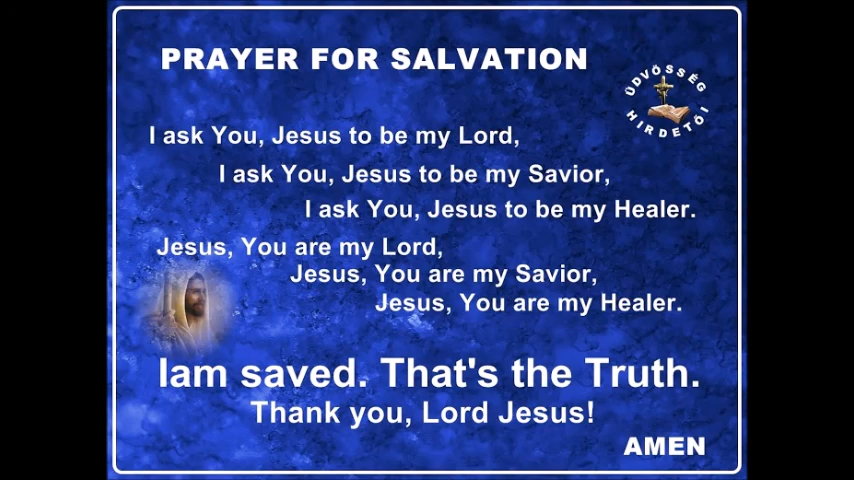 PRAYER FOR SALVATION
ÜDVÖSSÉG
HIRDETŐI
I ask You, Jesus to be my Lord,
I ask You, Jesus to be my Savior,
I ask You, Jesus to be my Healer.
Jesus, You are my Lord,
Jesus, You are my Savior,
Jesus, You are my Healer.
Iam saved. That's the Truth.
Thank you, Lord Jesus!
AMEN